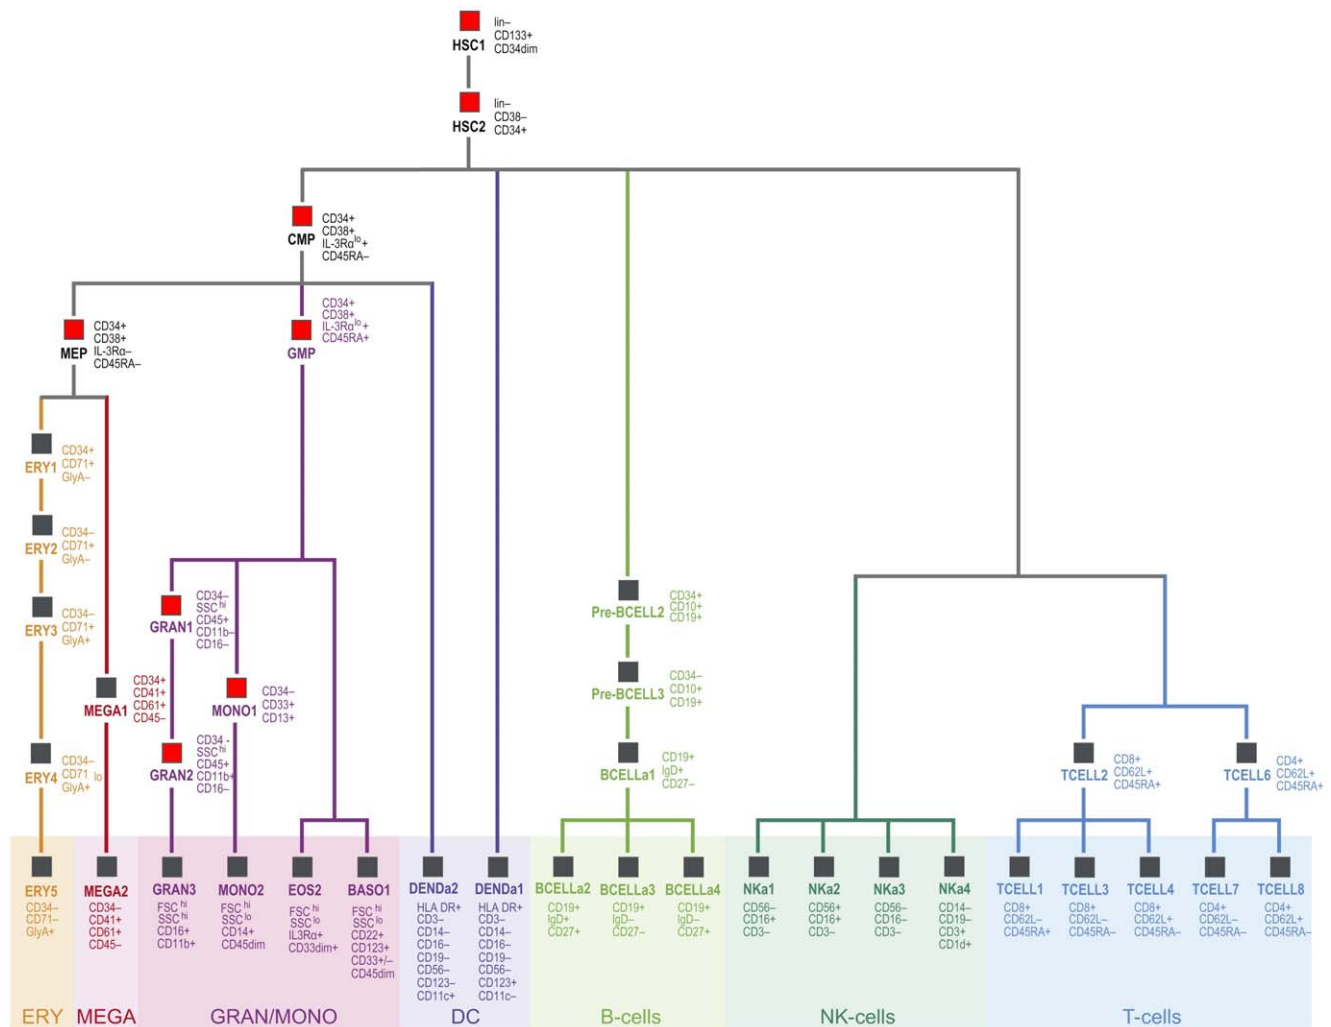 HSC1
lin–
CD133+
CD34dim
HSC2
lin–
CD38–
CD34+
CMP
CD34+
CD38+
IL-3Rα lo +
CD45RA–
MEP
CD34+
CD38+
IL-3Rα–
CD45RA–
GMP
CD34+
CD38+
IL-3Rα lo +
CD45RA+
ERY1
CD34+
CD71+
GlyA–
ERY2
CD34–
CD71+
GlyA–
ERY3
CD34–
CD71+
GlyA+
MEGA1
CD34+
CD41+
CD61+
CD45–
ERY4
CD34–
CD71 lo
GlyA+
GRAN1
CD34–
SSC hi
CD45+
CD11b–
CD16–
MONO1
CD34–
CD33+
CD13+
GRAN2
CD34 -
SSC hi
CD45+
CD11b+
CD16–
Pre-BCELL2
CD34+
CD10+
CD19+
Pre-BCELL3
CD34–
CD10+
CD19+
BCELLa1
CD19+
IgD+
CD27–
TCELL2
CD8+
CD62L+
CD45RA+
TCELL6
CD4+
CD62L+
CD45RA+
ERY5
CD34–
CD71–
GlyA+
MEGA2
CD34–
CD41+
CD61+
CD45–
GRAN3
FSC hi
SSC hi
CD16+
CD11b+
MONO2
FSC hi
SSC lo
CD14+
CD45dim
EOS2
FSC hi
SSC lo
IL3Rα+
CD33dim+
BASO1
FSC hi
SSC lo
CD22+
CD123+
CD33+/–
CD45dim
DENDa2
HLA DR+
CD3–
CD14–
CD16–
CD19–
CD56–
CD123–
CD11c+
DENDa1
HLA DR+
CD3–
CD14–
CD16–
CD19–
CD56–
CD123+
CD11c–
BCELLa2
CD19+
IgD+
CD27+
BCELLa3
CD19+
IgD–
CD27–
BCELLa4
CD19+
IgD–
CD27+
NKa1
CD56–
CD16+
CD3–
NKa2
CD56+
CD16+
CD3–
NKa3
CD56–
CD16–
CD3–
NKa4
CD14–
CD19–
CD3+
CD1d+
TCELL1
CD8+
CD62L–
CD45RA+
TCELL3
CD8+
CD62L–
CD45RA–
TCELL4
CD8+
CD62L+
CD45RA–
TCELL7
CD4+
CD62L–
CD45RA–
TCELL8
CD4+
CD62L+
CD45RA–
ERY
MEGA
GRAN/MONO
DC
B-cells
NK-cells
T-cells